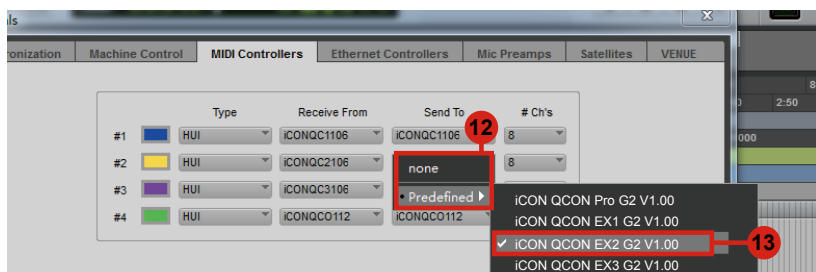 als
onization Machine Control MIDI Controllers Ethernet Controllers Mic Preamps Satellites VENUE
8
2:50
Type Receive From Send To # Ch's
000
#1 HUI iCONQC1106 iCONQC1106 8
12
#2 HUI iCONQC2106 8
none
#3 HUI iCONQC3106
• Predefined
#4 HUI iCONQCO112 iCONQCO112
iCON QCON Pro G2 V1.00
iCON QCON EX1 G2 V1.00
✓ iCON QCON EX2 G2 V1.00 13
iCON QCON EX3 G2 V1.00